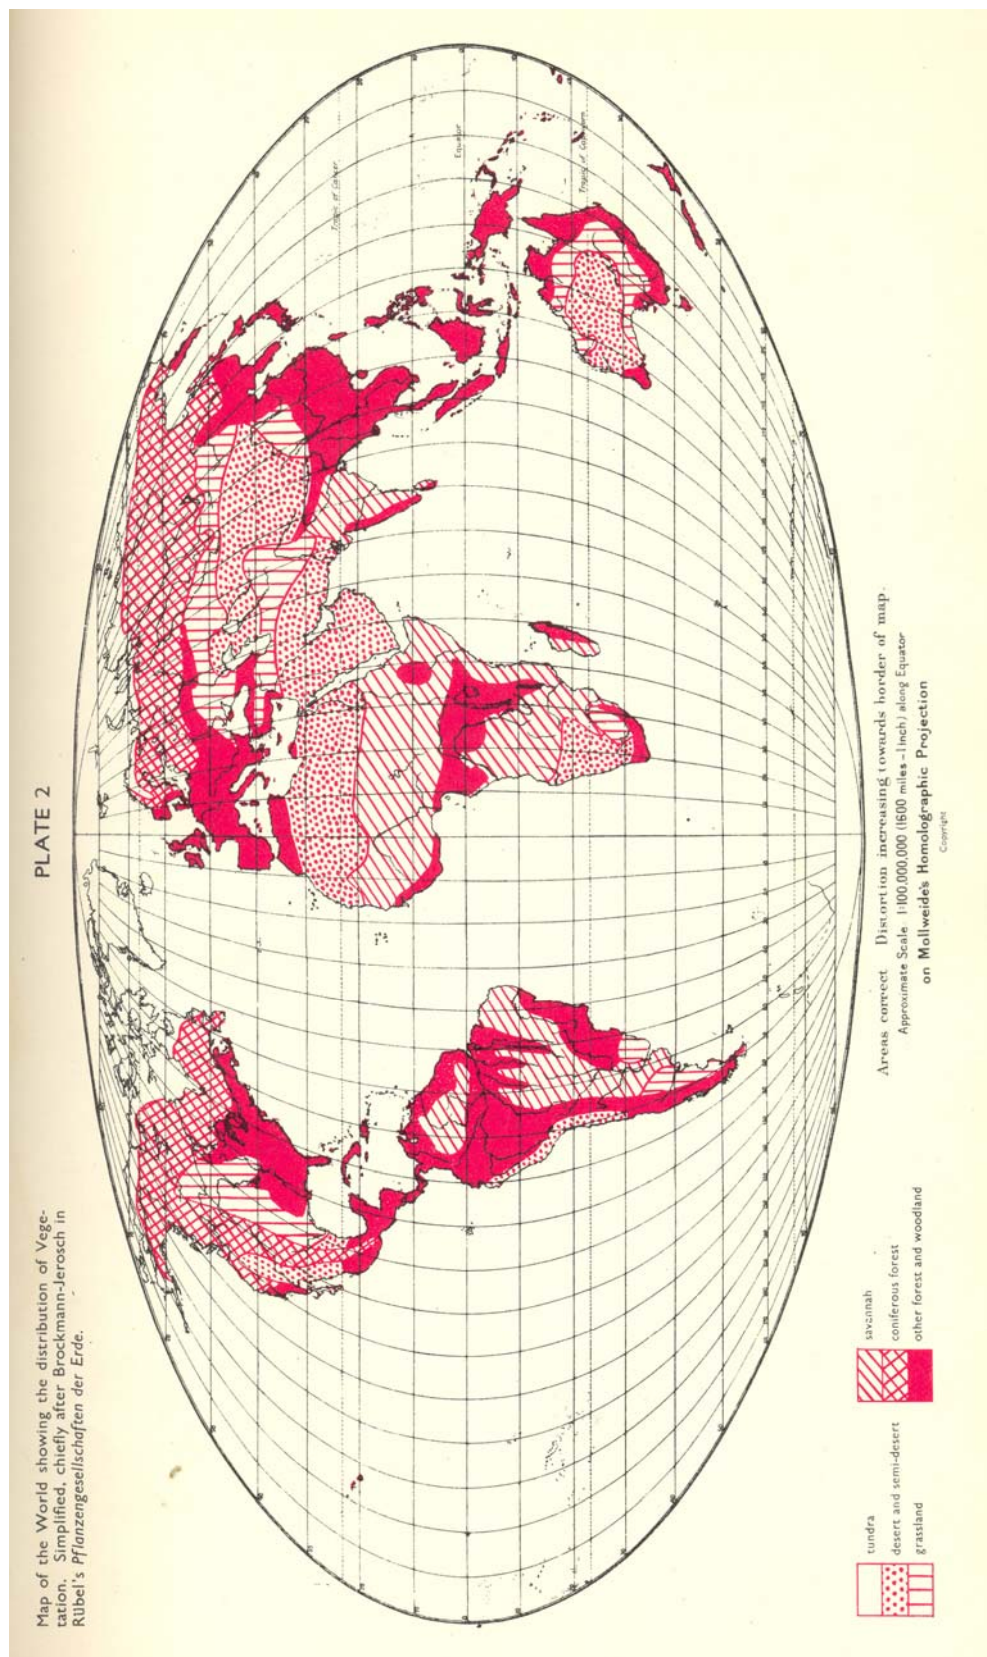 PLATE 2
Map of the World showing the distribution of Vege-
tation. Simplified, chiefly after Brockmann-Jerosch in
Rübel's Pflanzengesellschaften der Erde.
Tropic of Cancer
Equator
Tropic of Capricorn
tundra
desert and semi-desert
grassland
savannah
coniferous forest
other forest and woodland
Areas correct Distortion increasing towards border of map.
Approximate Scale 1:100,000,000 (1600 miles - 1 inch) along Equator
on Mollweide's Homolographic Projection
Copyright